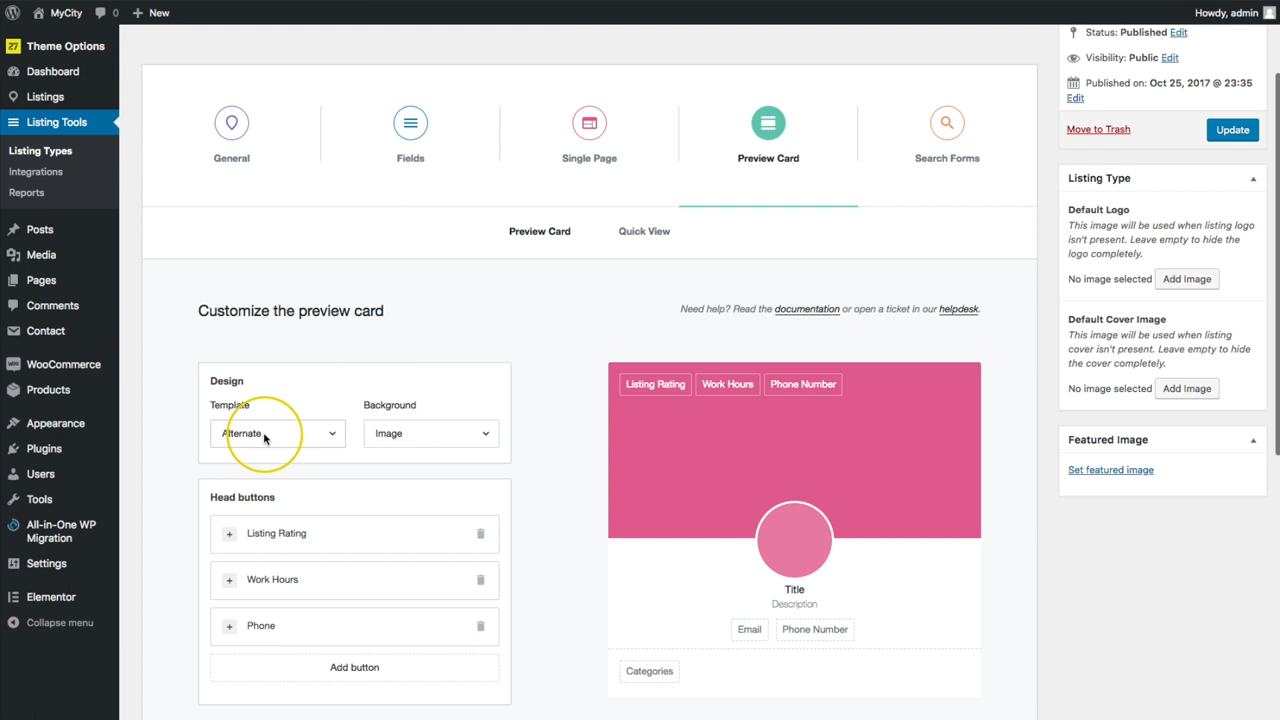 MyCity
0
New
Howdy, admin
27
Theme Options
Dashboard
Listings
Listing Tools
Listing Types
Integrations
Reports
Posts
Media
Pages
Comments
Contact
WooCommerce
Products
Appearance
Plugins
Users
Tools
All-in-One WP
Migration
Settings
Elementor
Collapse menu
General
Fields
Single Page
Preview Card
Search Forms
Preview Card
Quick View
Customize the preview card
Need help? Read the documentation or open a ticket in our helpdesk.
Design
Template
Background
Alternate
Image
Head buttons
Listing Rating
Work Hours
Phone
Add button
Listing Rating
Work Hours
Phone Number
Title
Description
Email
Phone Number
Categories
Status: Published Edit
Visibility: Public Edit
Published on: Oct 25, 2017 @ 23:35
Edit
Move to Trash
Update
Listing Type
Default Logo
This image will be used when listing logo
isn't present. Leave empty to hide the
logo completely.
No image selected
Add Image
Default Cover Image
This image will be used when listing
cover isn't present. Leave empty to hide
the cover completely.
No image selected
Add Image
Featured Image
Set featured image